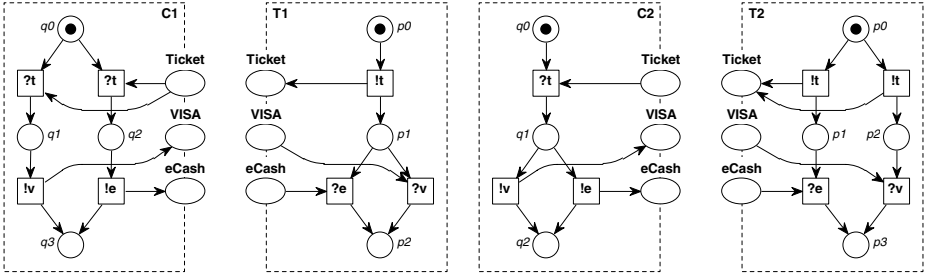 C1 T1 C2 T2
q0 p0 q0 p0
Ticket Ticket Ticket Ticket
?t ?t !t ?t !t !t
VISA VISA VISA VISA
q1 q2 p1 q1 p1 p2
eCash eCash eCash eCash
!v !e ?e ?v !v !e ?e ?v
q3 p2 q2 p3